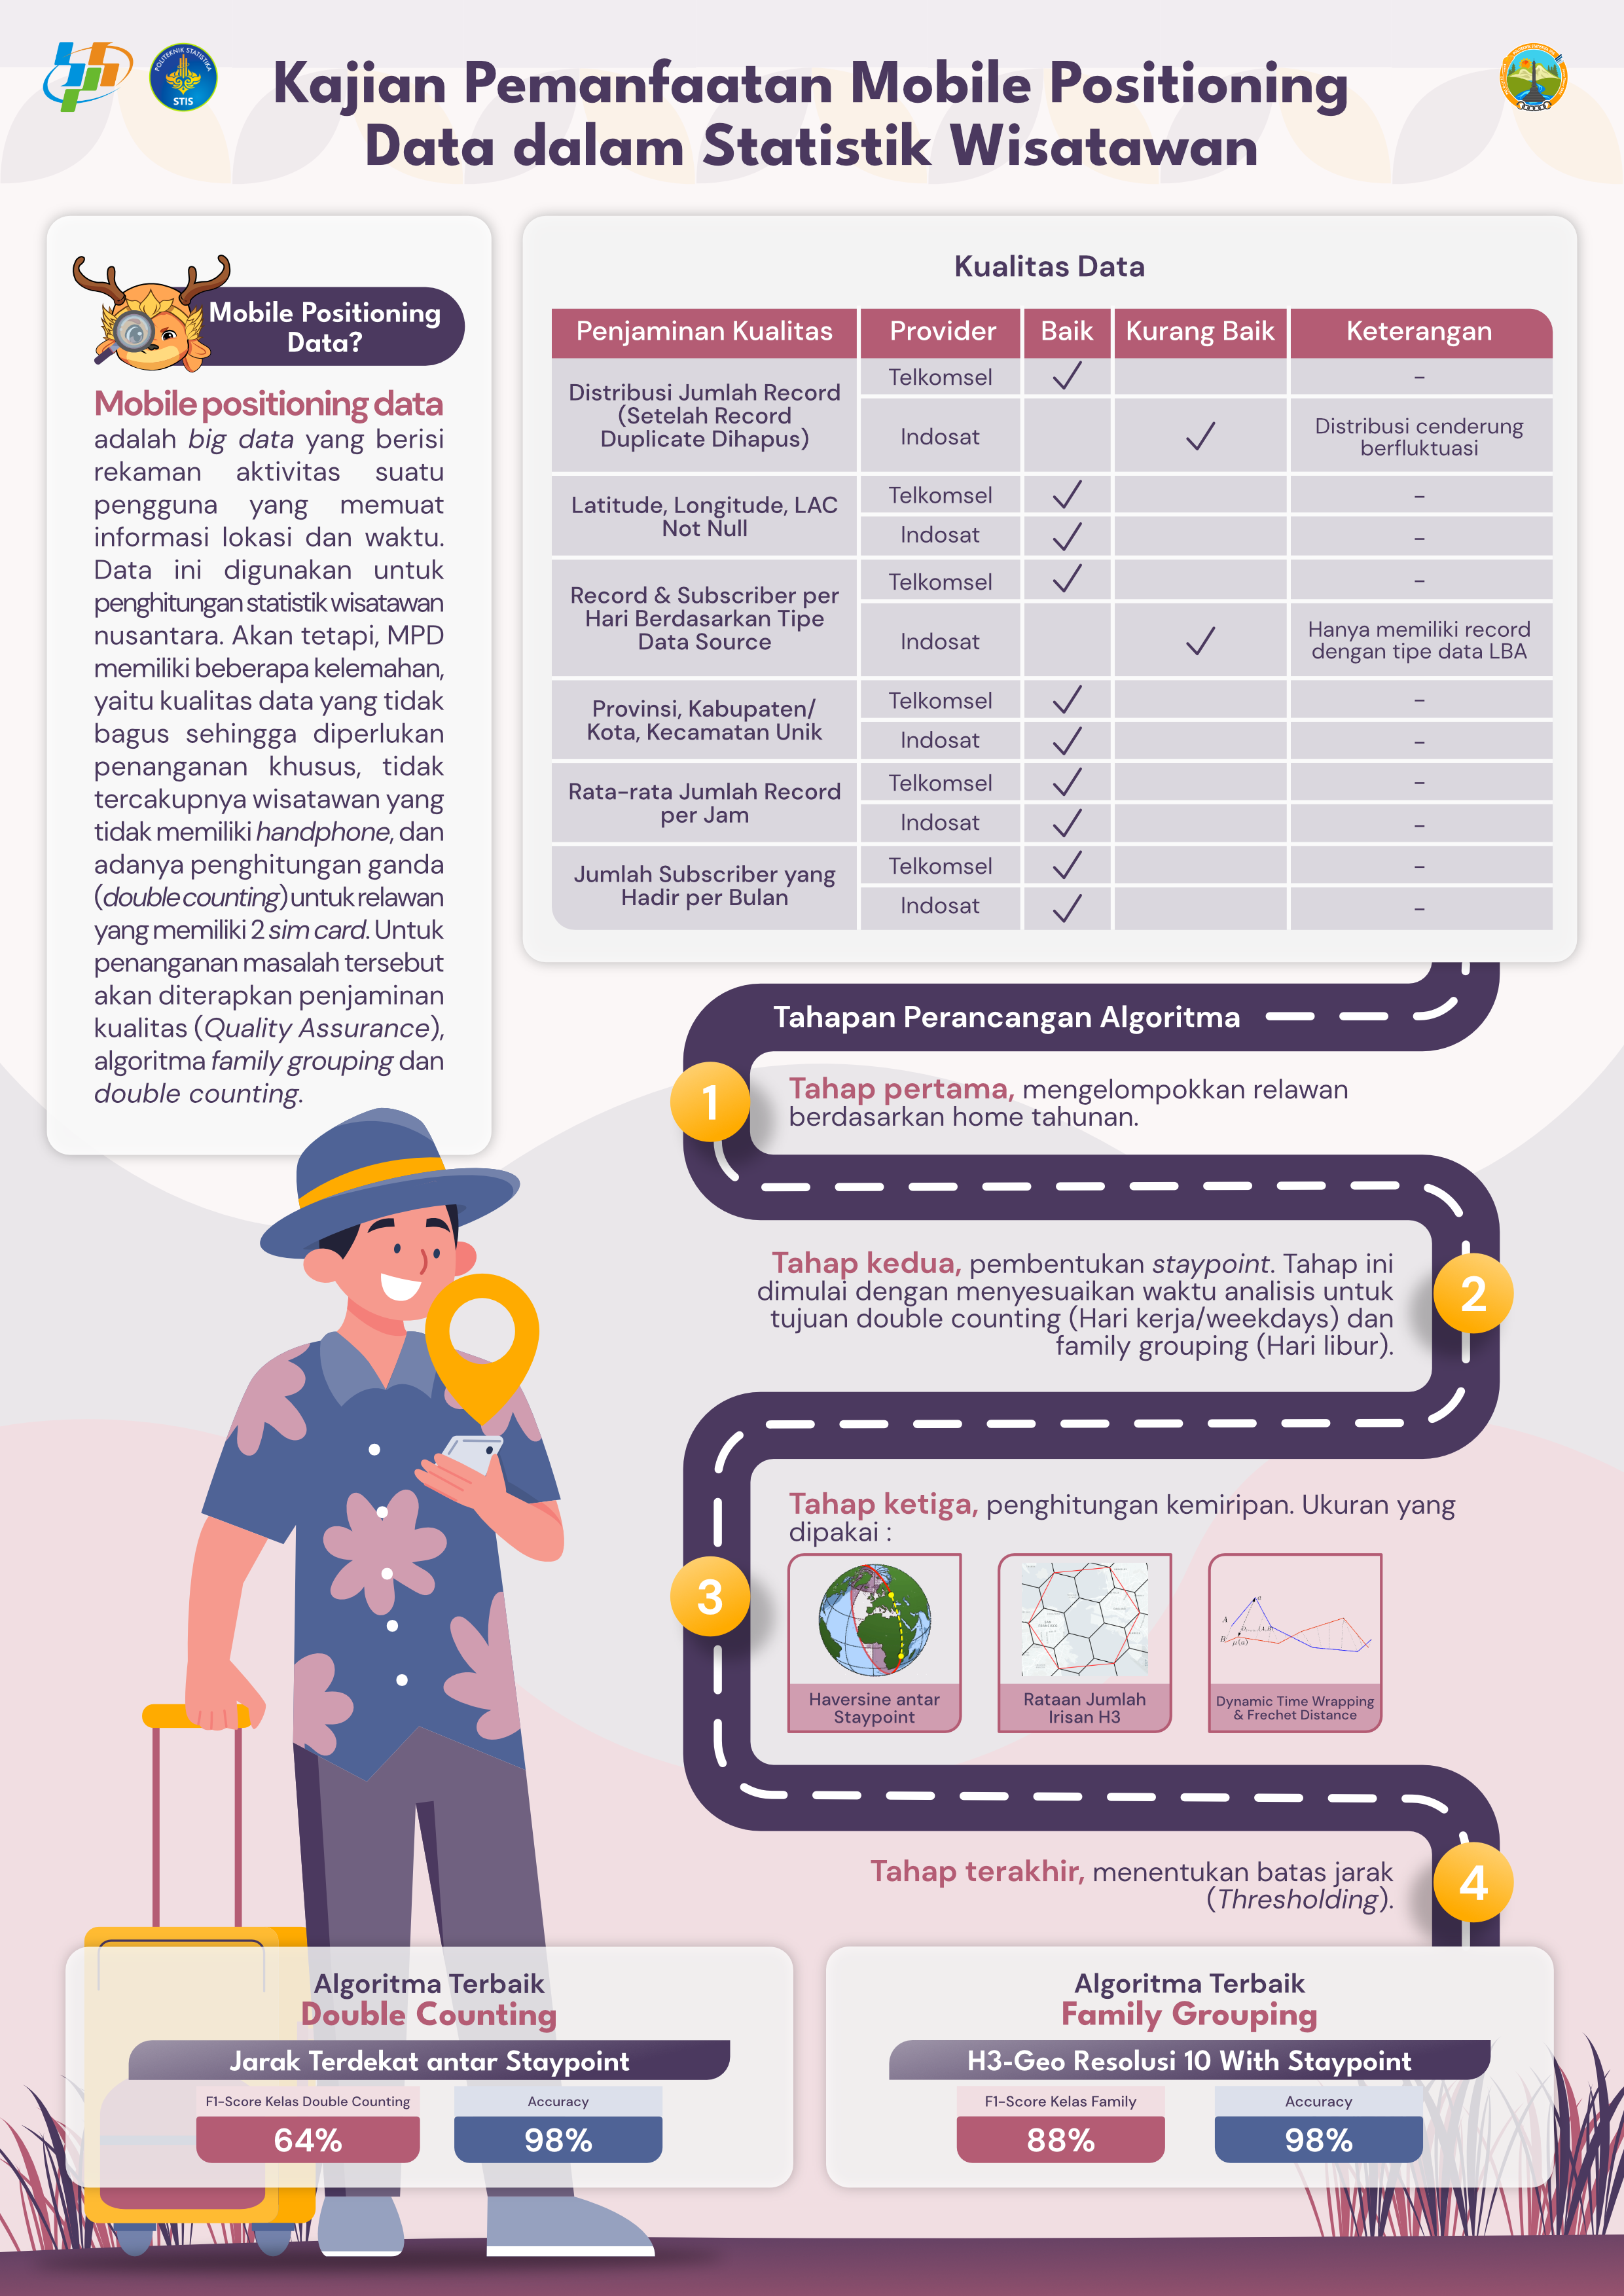 POLITEKNIK STATISTIKA
STIS
Kajian Pemanfaatan Mobile Positioning
Data dalam Statistik Wisatawan
Mobile Positioning
Data?
Mobile positioning data
adalah big data yang berisi
rekaman aktivitas suatu
pengguna yang memuat
informasi lokasi dan waktu.
Data ini digunakan untuk
penghitungan statistik wisatawan
nusantara. Akan tetapi, MPD
memiliki beberapa kelemahan,
yaitu kualitas data yang tidak
bagus sehingga diperlukan
penanganan khusus, tidak
tercakupnya wisatawan yang
tidak memiliki handphone, dan
adanya penghitungan ganda
(double counting) untuk relawan
yang memiliki 2 sim card. Untuk
penanganan masalah tersebut
akan diterapkan penjaminan
kualitas (Quality Assurance),
algoritma family grouping dan
double counting.
Kualitas Data
Penjaminan Kualitas Provider Baik Kurang Baik Keterangan
Distribusi Jumlah Record
(Setelah Record
Duplicate Dihapus)
Telkomsel ✓ -
Indosat ✓ Distribusi cenderung
berfluktuasi
Latitude, Longitude, LAC
Not Null
Telkomsel ✓ -
Indosat ✓ -
Record & Subscriber per
Hari Berdasarkan Tipe
Data Source
Telkomsel ✓ -
Indosat ✓ Hanya memiliki record
dengan tipe data LBA
Provinsi, Kabupaten/
Kota, Kecamatan Unik
Telkomsel ✓ -
Indosat ✓ -
Rata-rata Jumlah Record
per Jam
Telkomsel ✓ -
Indosat ✓ -
Jumlah Subscriber yang
Hadir per Bulan
Telkomsel ✓ -
Indosat ✓ -
Tahapan Perancangan Algoritma
1
Tahap pertama, mengelompokkan relawan
berdasarkan home tahunan.
2
Tahap kedua, pembentukan staypoint. Tahap ini
dimulai dengan menyesuaikan waktu analisis untuk
tujuan double counting (Hari kerja/weekdays) dan
family grouping (Hari libur).
3
Tahap ketiga, penghitungan kemiripan. Ukuran yang
dipakai :
Haversine antar
Staypoint
Rataan Jumlah
Irisan H3
A
B
μ(a)
Dynamic Time Wrapping
& Frechet Distance
4
Tahap terakhir, menentukan batas jarak
(Thresholding).
Algoritma Terbaik
Double Counting
Jarak Terdekat antar Staypoint
F1-Score Kelas Double Counting
64%
Accuracy
98%
Algoritma Terbaik
Family Grouping
H3-Geo Resolusi 10 With Staypoint
F1-Score Kelas Family
88%
Accuracy
98%